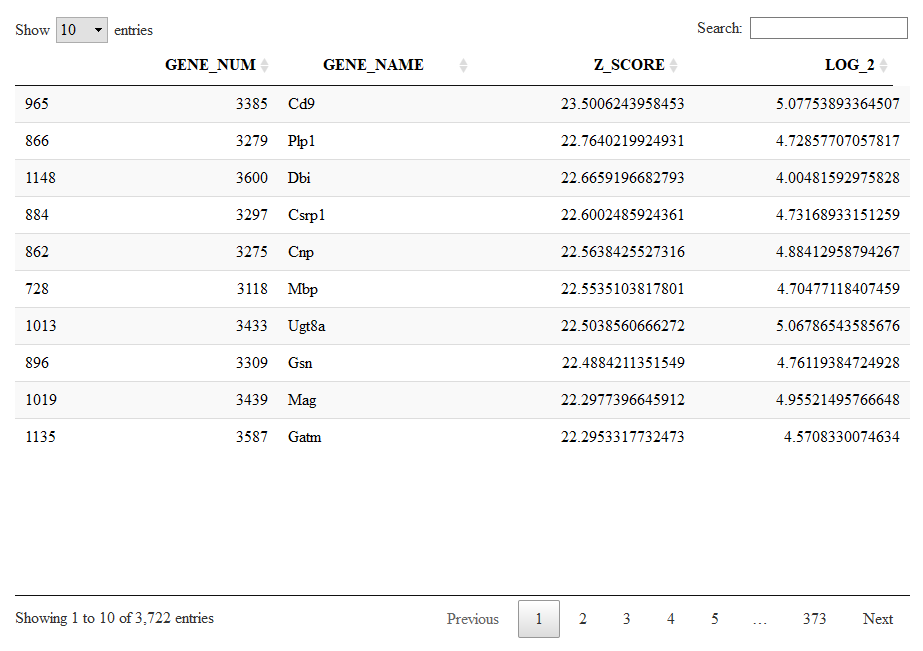 Show 10 entries Search:
GENE_NUM GENE_NAME Z_SCORE LOG_2
965 3385 Cd9 23.5006243958453 5.07753893364507
866 3279 Plp1 22.7640219924931 4.72857707057817
1148 3600 Dbi 22.6659196682793 4.00481592975828
884 3297 Csrp1 22.6002485924361 4.73168933151259
862 3275 Cnp 22.5638425527316 4.88412958794267
728 3118 Mbp 22.5535103817801 4.70477118407459
1013 3433 Ugt8a 22.5038560666272 5.06786543585676
896 3309 Gsn 22.4884211351549 4.76119384724928
1019 3439 Mag 22.2977396645912 4.95521495766648
1135 3587 Gatm 22.2953317732473 4.5708330074634
Showing 1 to 10 of 3,722 entries Previous 1 2 3 4 5 … 373 Next